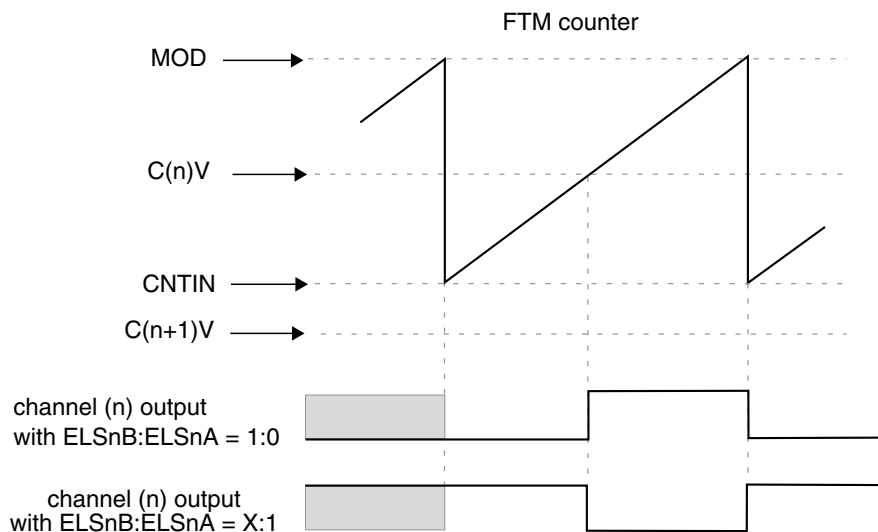 FTM counter
MOD
C(n)V
CNTIN
C(n+1)V
channel (n) output
with ELSnB:ELSnA = 1:0
channel (n) output
with ELSnB:ELSnA = X:1